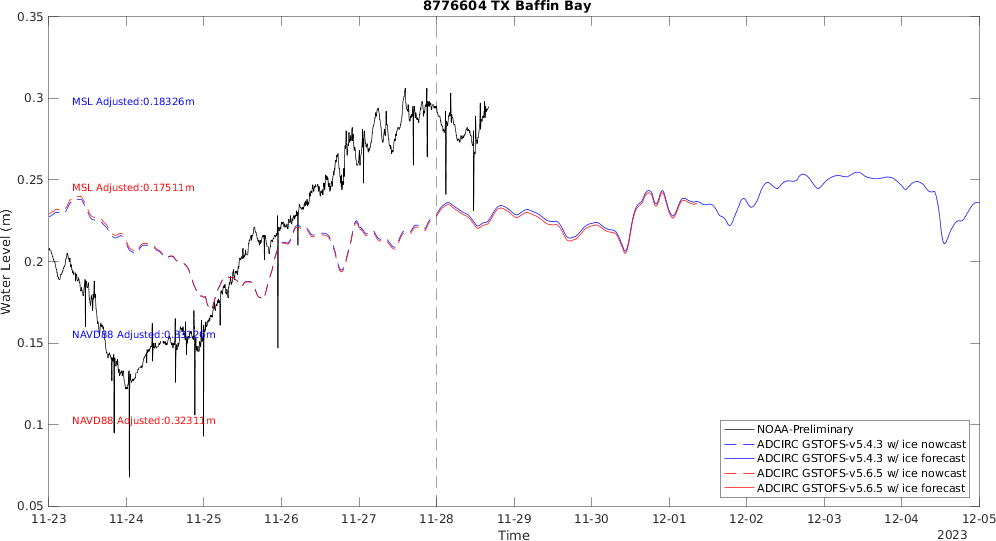 8776604 TX Baffin Bay
0.35
0.3
0.25
0.2
0.15
0.1
0.05
Water Level (m)
MSL Adjusted:0.18326m
MSL Adjusted:0.17511m
NAVD88 Adjusted:0.33126m
NAVD88 Adjusted:0.32311m
NOAA-Preliminary
ADCIRC GSTOFS-v5.4.3 w/ ice nowcast
ADCIRC GSTOFS-v5.4.3 w/ ice forecast
ADCIRC GSTOFS-v5.6.5 w/ ice nowcast
ADCIRC GSTOFS-v5.6.5 w/ ice forecast
11-23 11-24 11-25 11-26 11-27 11-28 11-29 11-30 12-01 12-02 12-03 12-04 12-05
Time
2023